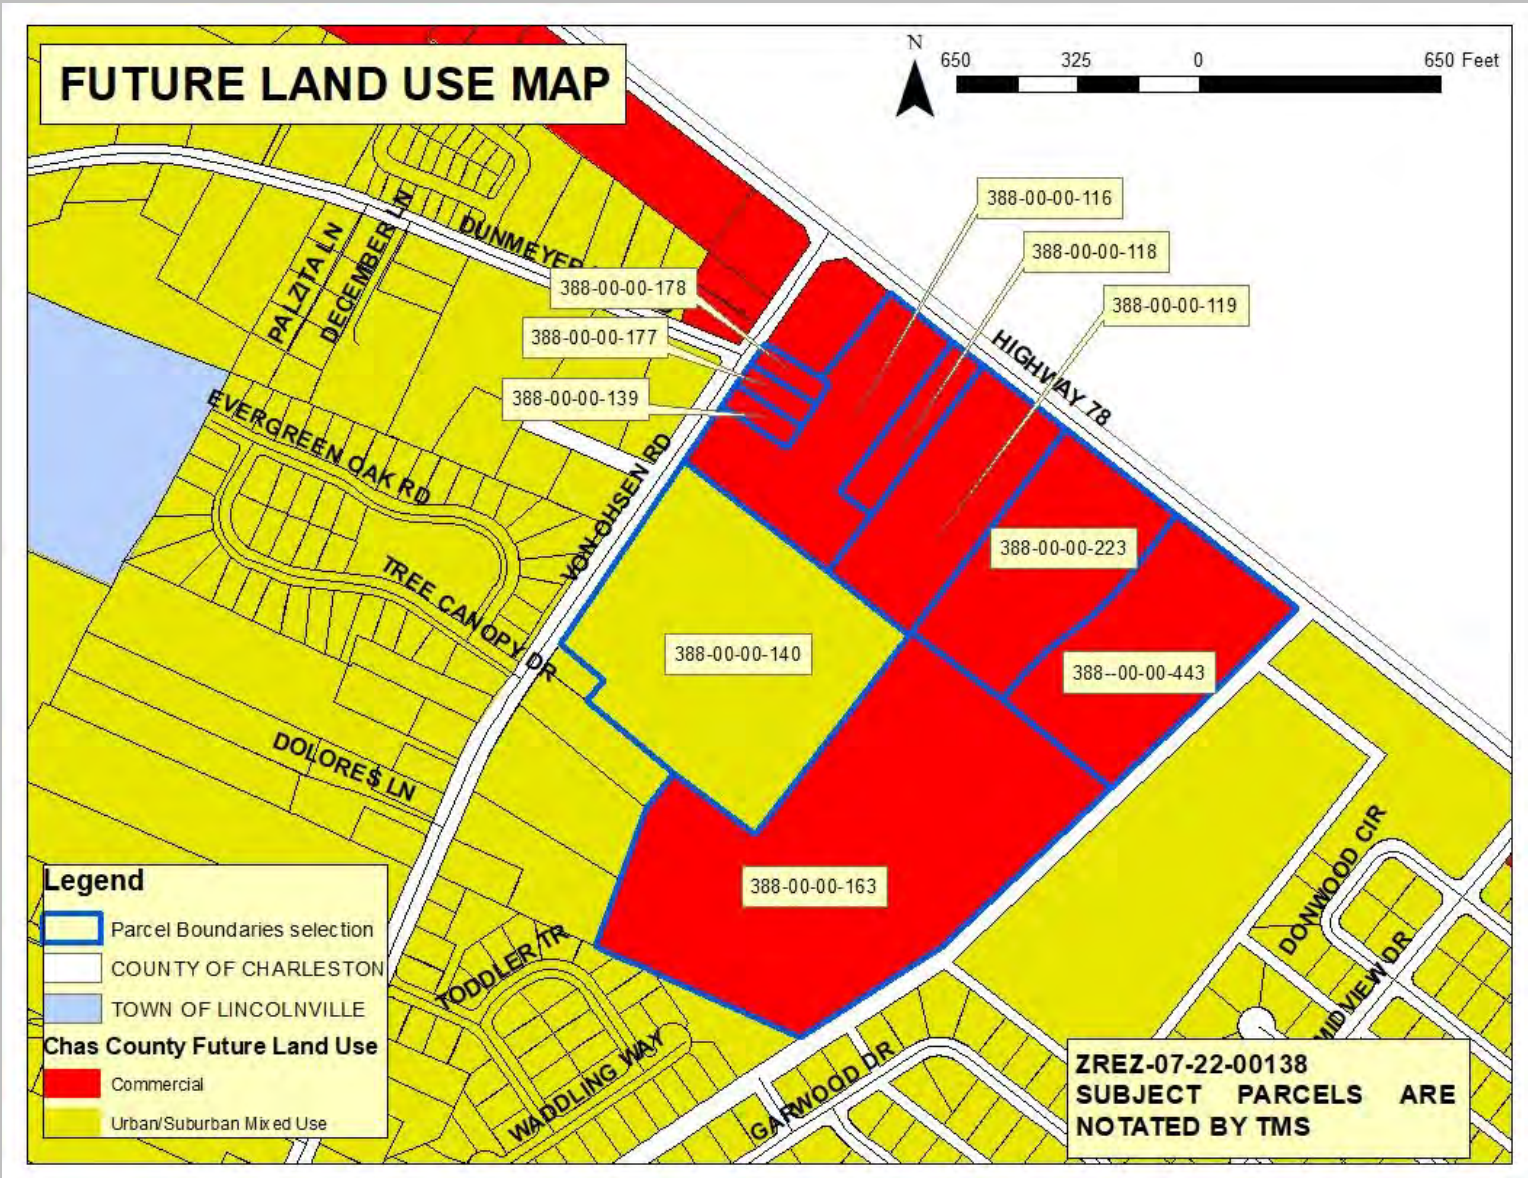 FUTURE LAND USE MAP
N
650 325 0 650 Feet
388-00-00-116
388-00-00-118
388-00-00-119
388-00-00-178
388-00-00-177
388-00-00-139
PALZITA LN
DECEMBER LN
HIGHWAY 78
EVERGREEN OAK RD
VON OHSEN RD
TREE CANOPY DR
388-00-00-223
388-00-00-140
388--00-00-443
DOLORES LN
388-00-00-163
DONWOOD CIR
MIDVIEW DR
TODDLER TR
WADDLING WAY
GARWOOD DR
Legend
Parcel Boundaries selection
COUNTY OF CHARLESTON
TOWN OF LINCOLNVILLE
Chas County Future Land Use
Commercial
Urban/Suburban Mixed Use
ZREZ-07-22-00138
SUBJECT PARCELS ARE
NOTATED BY TMS